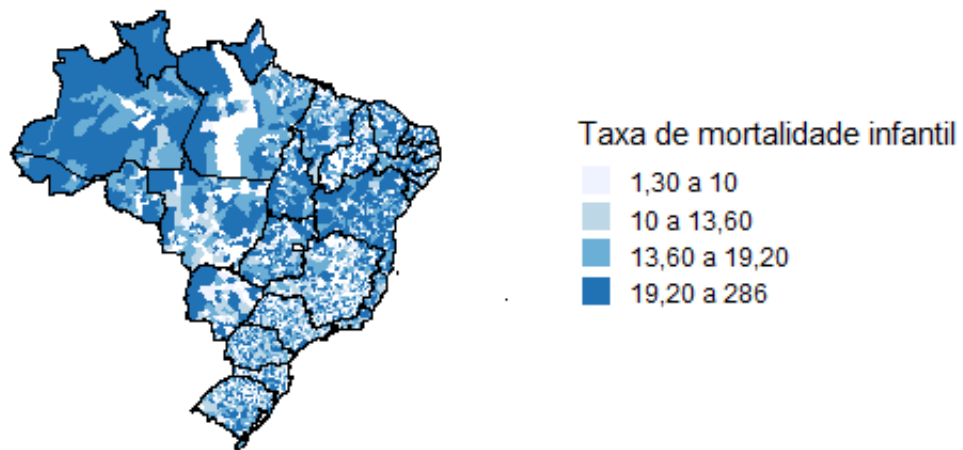 Taxa de mortalidade infantil
1,30 a 10
10 a 13,60
13,60 a 19,20
19,20 a 286